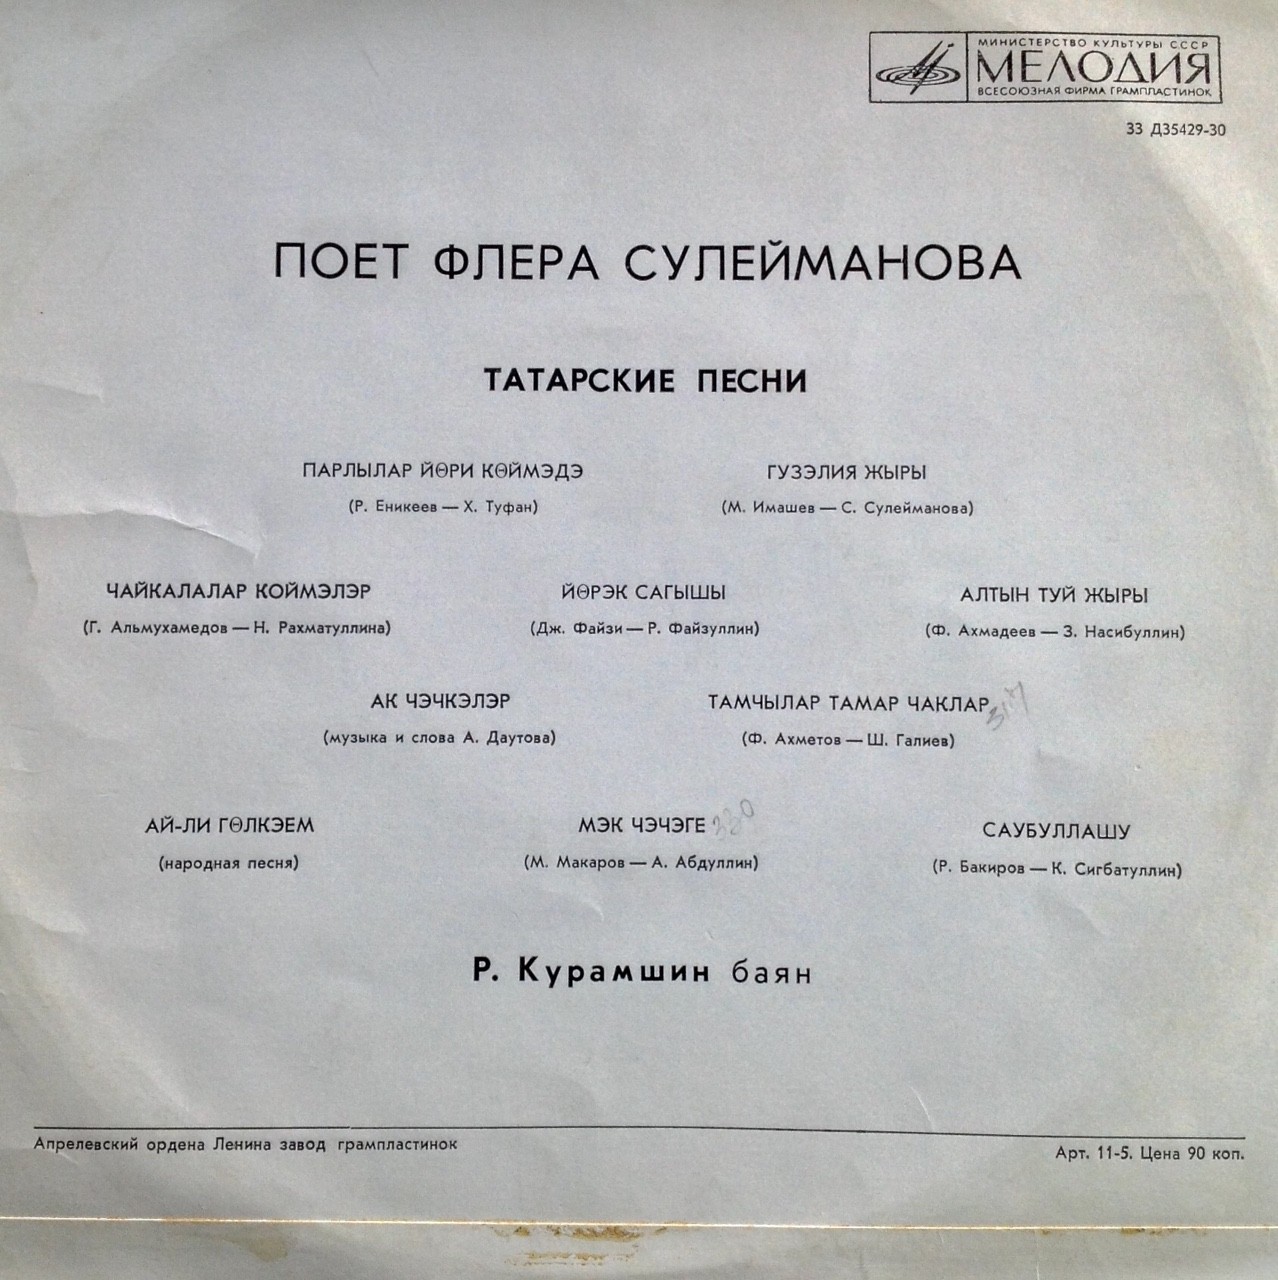 МИНИСТЕРСТВО КУЛЬТУРЫ СССР
МЕЛОДИЯ
ВСЕСОЮЗНАЯ ФИРМА ГРАМПЛАСТИНОК
33 Д35429-30
ПОЕТ ФЛЕРА СУЛЕЙМАНОВА
ТАТАРСКИЕ ПЕСНИ
ПАРЛЫЛАР ЙӨРИ КӨЙМЭДЭ
(Р. Еникеев — Х. Туфан)
ГУЗЭЛИЯ ЖЫРЫ
(М. Имашев — С. Сулейманова)
ЧАЙКАЛАЛАР КОЙМЭЛЭР
(Г. Альмухамедов — Н. Рахматуллина)
ЙӨРЭК САГЫШЫ
(Дж. Файзи — Р. Файзуллин)
АЛТЫН ТУЙ ЖЫРЫ
(Ф. Ахмадеев — З. Насибуллин)
АК ЧЭЧКЭЛЭР
(музыка и слова А. Даутова)
ТАМЧЫЛАР ТАМАР ЧАКЛАР
(Ф. Ахметов — Ш. Галиев)
АЙ-ЛИ ГӨЛКЭЕМ
(народная песня)
МЭК ЧЭЧЭГЕ 330
(М. Макаров — А. Абдуллин)
САУБУЛЛАШУ
(Р. Бакиров — К. Сигбатуллин)
Р. Курамшин баян
Апрелевский ордена Ленина завод грампластинок
Арт. 11-5. Цена 90 коп.